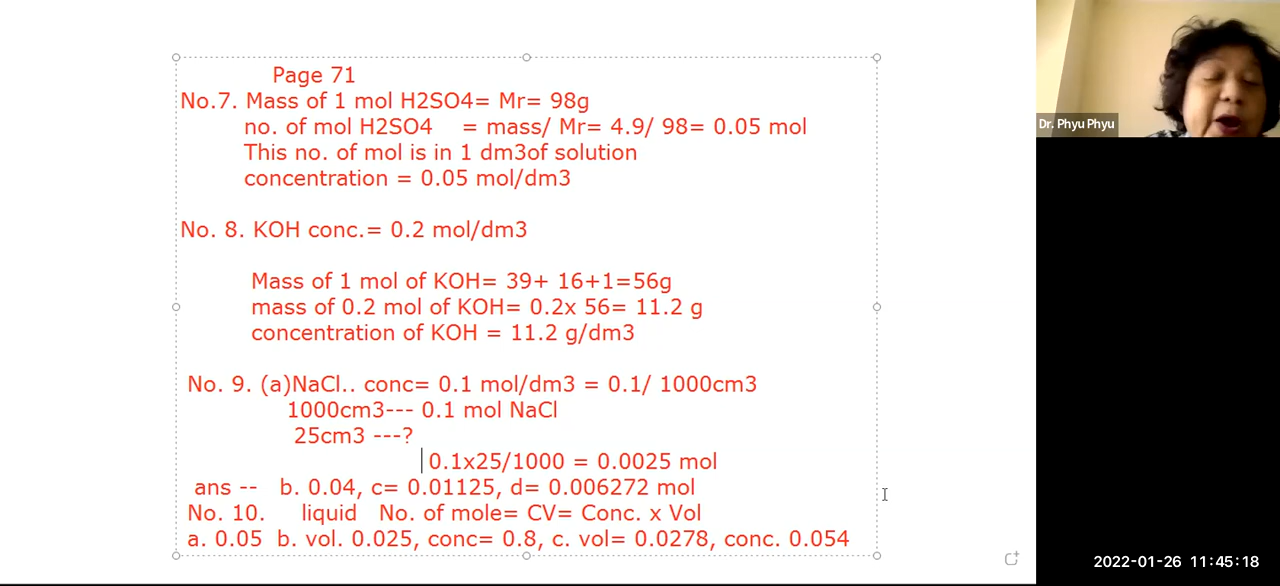 Page 71
No.7. Mass of 1 mol H2SO4= Mr= 98g
no. of mol H2SO4 = mass/ Mr= 4.9/ 98= 0.05 mol
This no. of mol is in 1 dm3of solution
concentration = 0.05 mol/dm3
No. 8. KOH conc.= 0.2 mol/dm3
Mass of 1 mol of KOH= 39+ 16+1=56g
mass of 0.2 mol of KOH= 0.2x 56= 11.2 g
concentration of KOH = 11.2 g/dm3
No. 9. (a)NaCl.. conc= 0.1 mol/dm3 = 0.1/ 1000cm3
1000cm3--- 0.1 mol NaCl
25cm3 ---?
0.1x25/1000 = 0.0025 mol
ans -- b. 0.04, c= 0.01125, d= 0.006272 mol
No. 10. liquid No. of mole= CV= Conc. x Vol
a. 0.05 b. vol. 0.025, conc= 0.8, c. vol= 0.0278, conc. 0.054
Dr. Phyu Phyu
2022-01-26 11:45:18